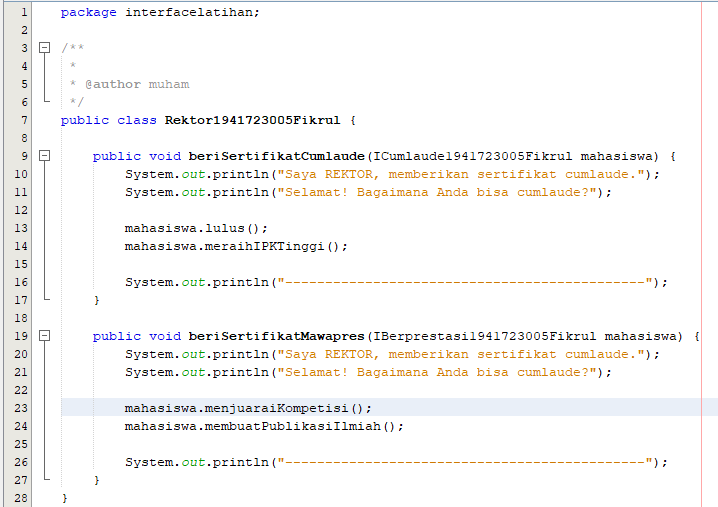 1 package interfacelatihan;
2
3 /**
4  *
5  * @author muham
6  */
7 public class Rektor1941723005Fikrul {
8
9     public void beriSertifikatCumlaude(ICumlaude1941723005Fikrul mahasiswa) {
10         System.out.println("Saya REKTOR, memberikan sertifikat cumlaude.");
11         System.out.println("Selamat! Bagaimana Anda bisa cumlaude?");
12
13         mahasiswa.lulus();
14         mahasiswa.meraihIPKTinggi();
15
16         System.out.println("---------------------------------------------");
17     }
18
19     public void beriSertifikatMawapres(IBerprestasi1941723005Fikrul mahasiswa) {
20         System.out.println("Saya REKTOR, memberikan sertifikat cumlaude.");
21         System.out.println("Selamat! Bagaimana Anda bisa cumlaude?");
22
23         mahasiswa.menjuaraiKompetisi();
24         mahasiswa.membuatPublikasiIlmiah();
25
26         System.out.println("---------------------------------------------");
27     }
28 }